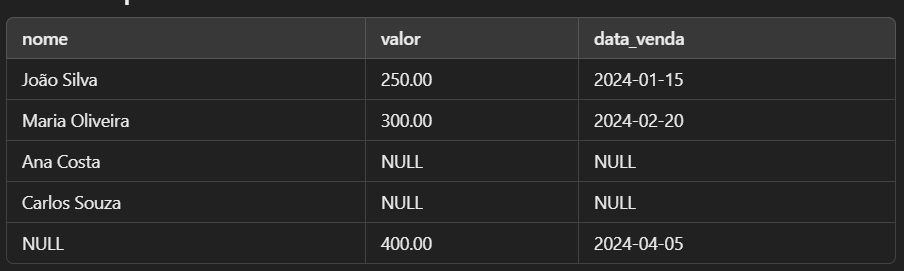 nome valor data_venda
João Silva 250.00 2024-01-15
Maria Oliveira 300.00 2024-02-20
Ana Costa NULL NULL
Carlos Souza NULL NULL
NULL 400.00 2024-04-05